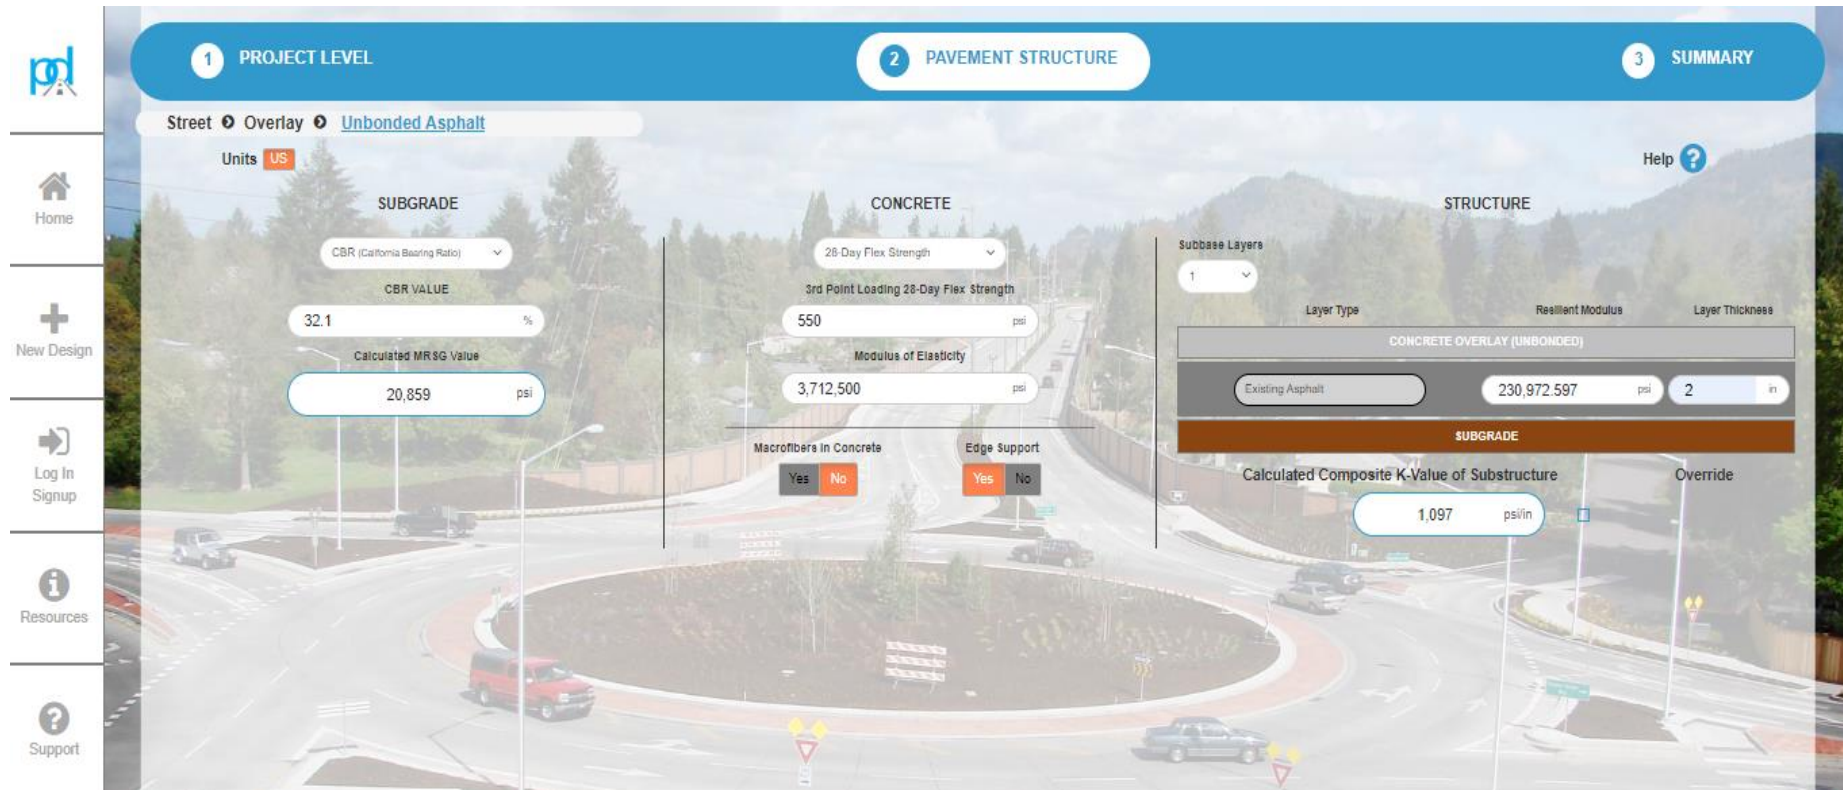 pd
1 PROJECT LEVEL
2 PAVEMENT STRUCTURE
3 SUMMARY
Street Overlay Unbonded Asphalt
Units US
Help ?
Home
New Design
Log In
Signup
Resources
Support
SUBGRADE
CBR (California Bearing Ratio)
CBR VALUE
32.1 %
Calculated MRSG Value
20,859 psi
CONCRETE
28-Day Flex Strength
3rd Point Loading 28-Day Flex Strength
550 psi
Modulus of Elasticity
3,712,500 psi
Macrofibers in Concrete
Yes No
Edge Support
Yes No
STRUCTURE
Subbase Layers
1
Layer Type Resilient Modulus Layer Thickness
CONCRETE OVERLAY (UNBONDED)
Existing Asphalt 230,972.597 psi 2 in
SUBGRADE
Calculated Composite K-Value of Substructure Override
1,097 psi/in